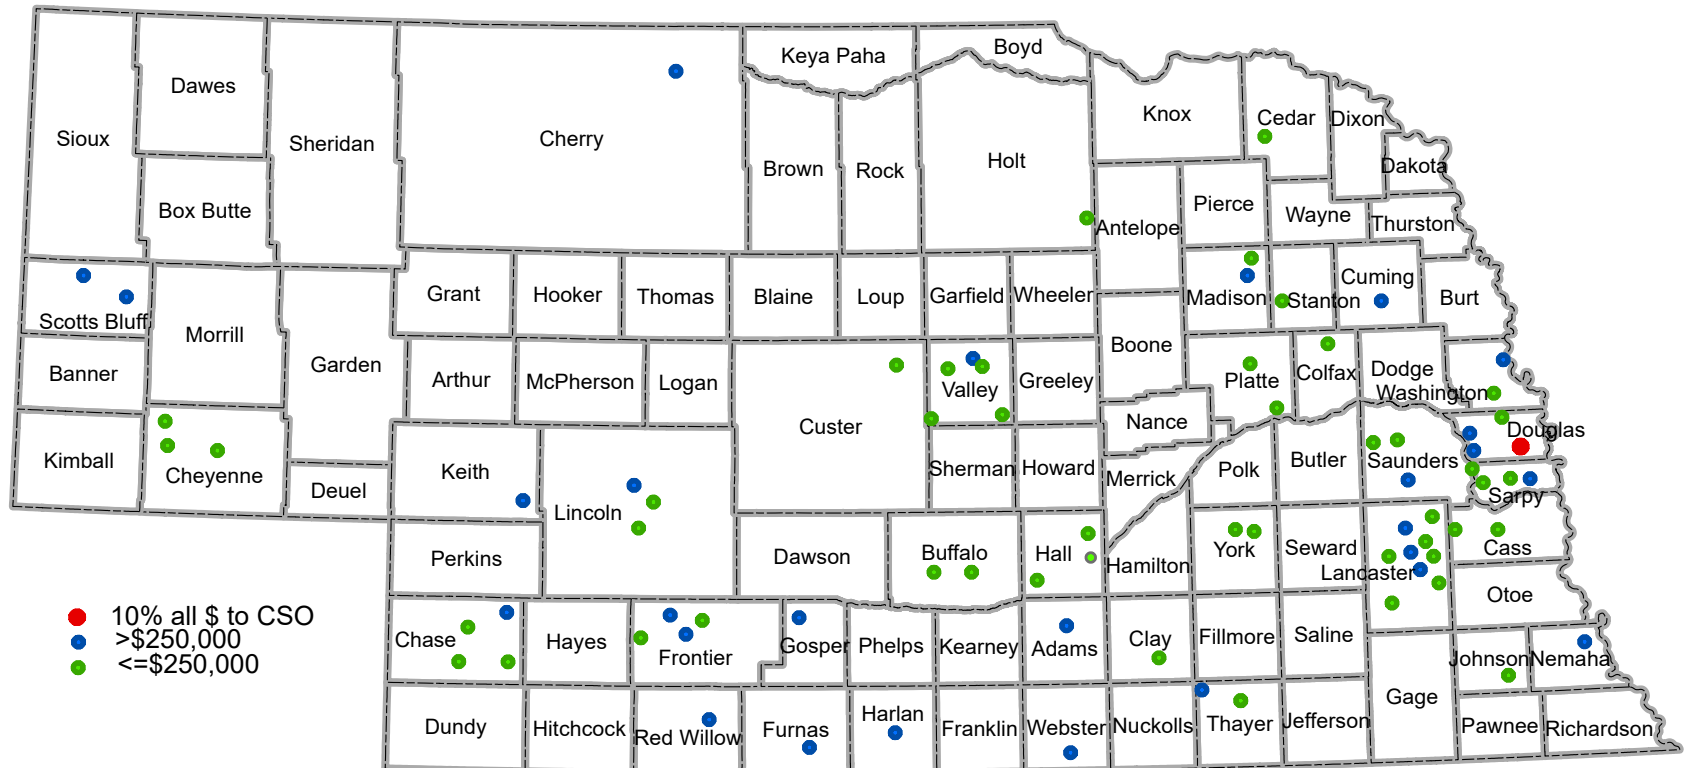 Boyd
Keya Paha
Dawes
Knox
Cedar
Dixon
Sioux
Sheridan
Cherry
Brown
Rock
Holt
Dakota
Box Butte
Pierce
Wayne
Thurston
Antelope
Scotts Bluff
Morrill
Grant
Hooker
Thomas
Blaine
Loup
Garfield
Wheeler
Madison
Stanton
Cuming
Burt
Banner
Garden
Arthur
McPherson
Logan
Valley
Greeley
Boone
Platte
Colfax
Dodge
Washington
Kimball
Cheyenne
Deuel
Keith
Lincoln
Custer
Sherman
Howard
Nance
Merrick
Polk
Butler
Saunders
Douglas
Sarpy
Perkins
Dawson
Buffalo
Hall
Hamilton
York
Seward
Lancaster
Cass
Otoe
10% all $ to CSO
>$250,000
<=$250,000
Chase
Hayes
Frontier
Gosper
Phelps
Kearney
Adams
Clay
Fillmore
Saline
Johnson
Nemaha
Gage
Dundy
Hitchcock
Red Willow
Furnas
Harlan
Franklin
Webster
Nuckolls
Thayer
Jefferson
Pawnee
Richardson